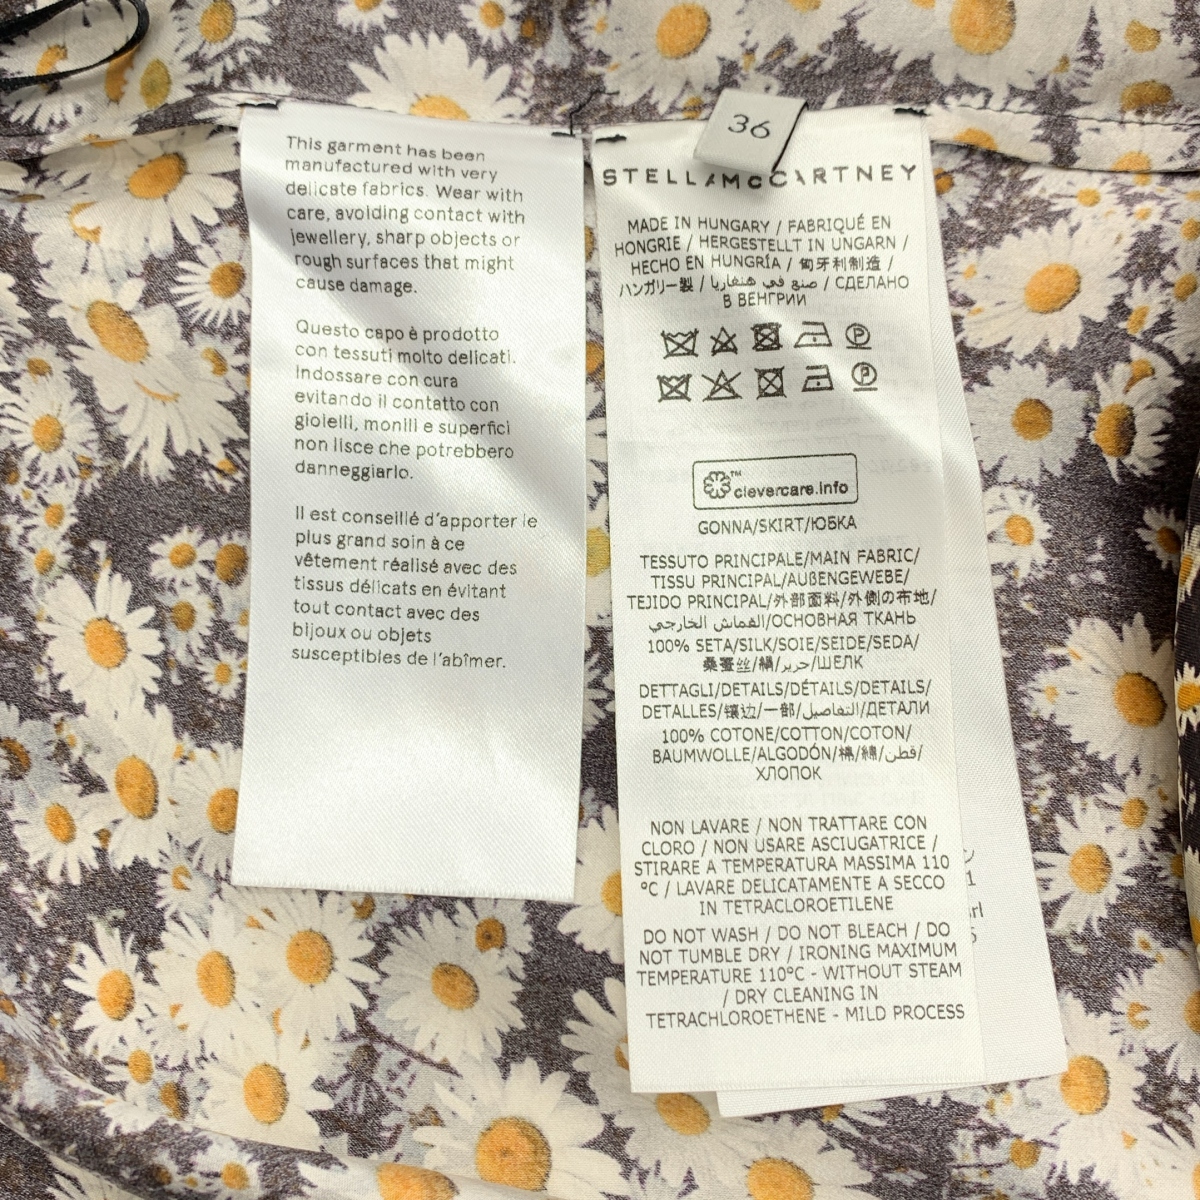 This garment has been
manufactured with very
delicate fabrics. Wear with
care, avoiding contact with
jewellery, sharp objects or
rough surfaces that might
cause damage.
Questo capo è prodotto
con tessuti molto delicati.
Indossare con cura
evitando il contatto con
gioielli, monili e superfici
non lisce che potrebbero
danneggiarlo.
Il est conseillé d'apporter le
plus grand soin à ce
vêtement réalisé avec des
tissus délicats en évitant
tout contact avec des
bijoux ou objets
susceptibles de l'abîmer.
36
STELLA McCARTNEY
MADE IN HUNGARY / FABRIQUÉ EN
HONGRIE / HERGESTELLT IN UNGARN /
HECHO EN HUNGRÍA / 匈牙利制造 /
ハンガリー製 / صنع في هنغاريا / СДЕЛАНО
В ВЕНГРИИ
clevercare.info
GONNA/SKIRT/ЮБКА
TESSUTO PRINCIPALE/MAIN FABRIC/
TISSU PRINCIPAL/AUßENGEWEBE/
TEJIDO PRINCIPAL/外部面料/外側の布地/
القماش الخارجي/ОСНОВНАЯ ТКАНЬ
100% SETA/SILK/SOIE/SEIDE/SEDA/
桑蚕丝/絹/حرير/ШЕЛК
DETTAGLI/DETAILS/DÉTAILS/DETAILS/
DETALLES/镶边/一部/التفاصيل/ДЕТАЛИ
100% COTONE/COTTON/COTON/
BAUMWOLLE/ALGODÓN/棉/綿/قطن/
ХЛОПОК
NON LAVARE / NON TRATTARE CON
CLORO / NON USARE ASCIUGATRICE /
STIRARE A TEMPERATURA MASSIMA 110
°C / LAVARE DELICATAMENTE A SECCO
IN TETRACLOROETILENE
DO NOT WASH / DO NOT BLEACH / DO
NOT TUMBLE DRY / IRONING MAXIMUM
TEMPERATURE 110°C - WITHOUT STEAM
/ DRY CLEANING IN
TETRACHLOROETHENE - MILD PROCESS